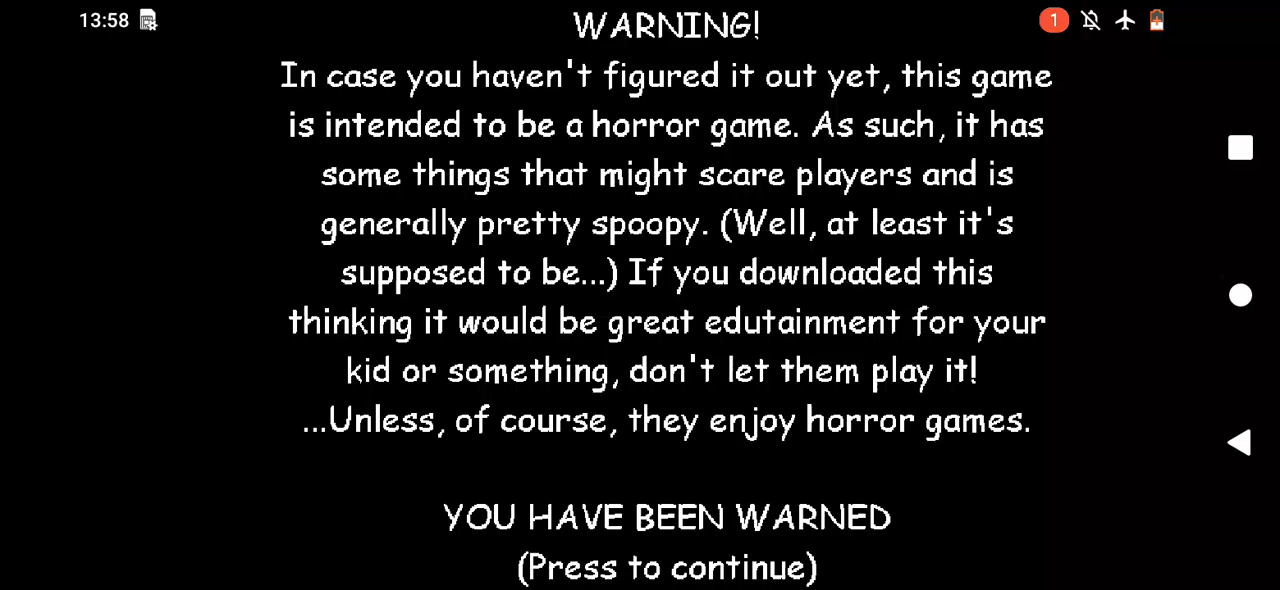 13:58
1
WARNING!
In case you haven't figured it out yet, this game
is intended to be a horror game. As such, it has
some things that might scare players and is
generally pretty spoopy. (Well, at least it's
supposed to be...) If you downloaded this
thinking it would be great edutainment for your
kid or something, don't let them play it!
...Unless, of course, they enjoy horror games.
YOU HAVE BEEN WARNED
(Press to continue)